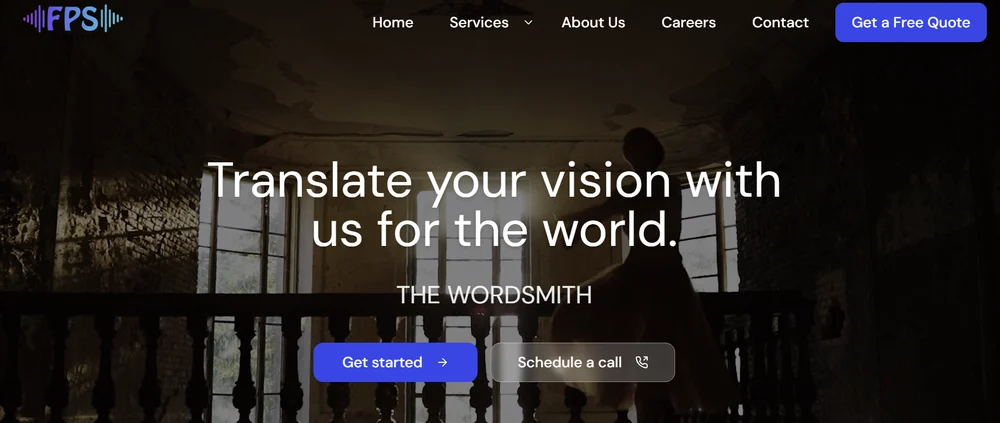 FPS
Home
Services
About Us
Careers
Contact
Get a Free Quote
Translate your vision with
us for the world.
THE WORDSMITH
Get started
Schedule a call